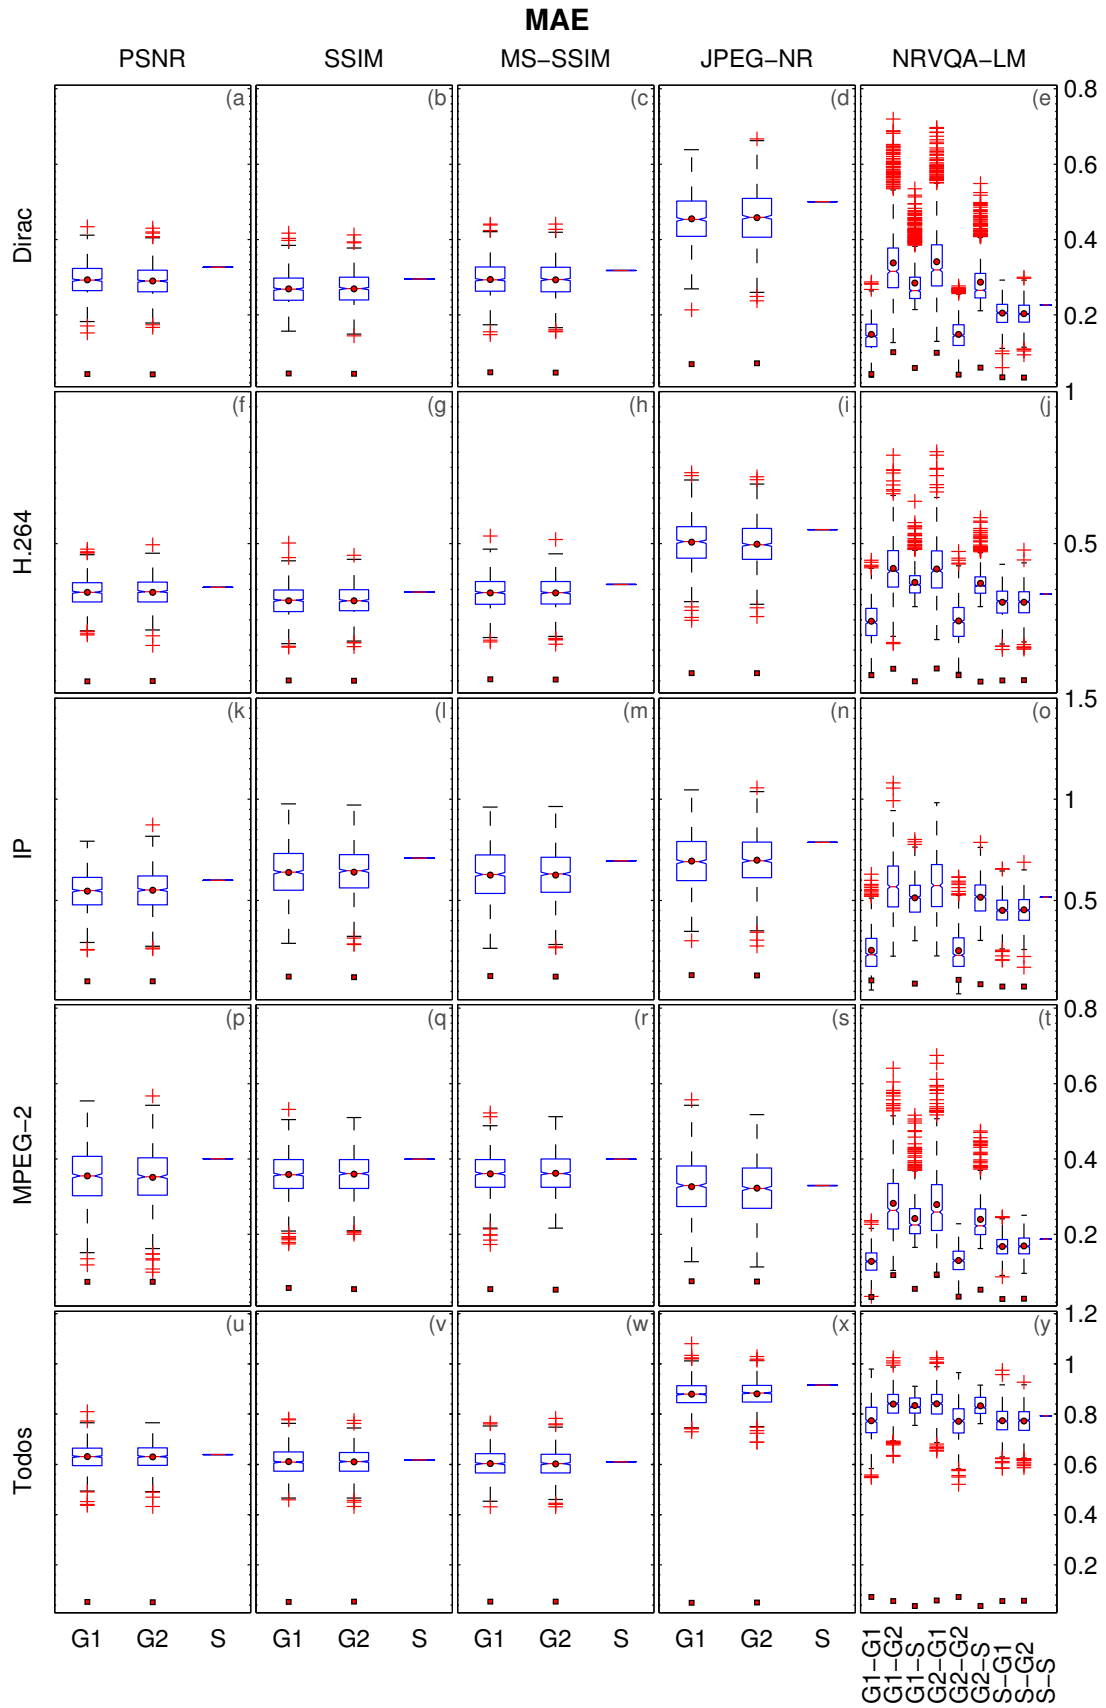 MAE
PSNR SSIM MS−SSIM JPEG−NR NRVQA−LM
Dirac
(a (b (c (d (e
0.8
0.6
0.4
0.2
H.264
(f (g (h (i (j
1
0.5
IP
(k (l (m (n (o
1.5
1
0.5
MPEG−2
(p (q (r (s (t
0.8
0.6
0.4
0.2
Todos
(u (v (w (x (y
1.2
1
0.8
0.6
0.4
0.2
G1 G2 S G1 G2 S G1 G2 S G1 G2 S
G1−G1
G1−G2
G1−S
G2−G1
G2−G2
G2−S
S−G1
S−G2
S−S